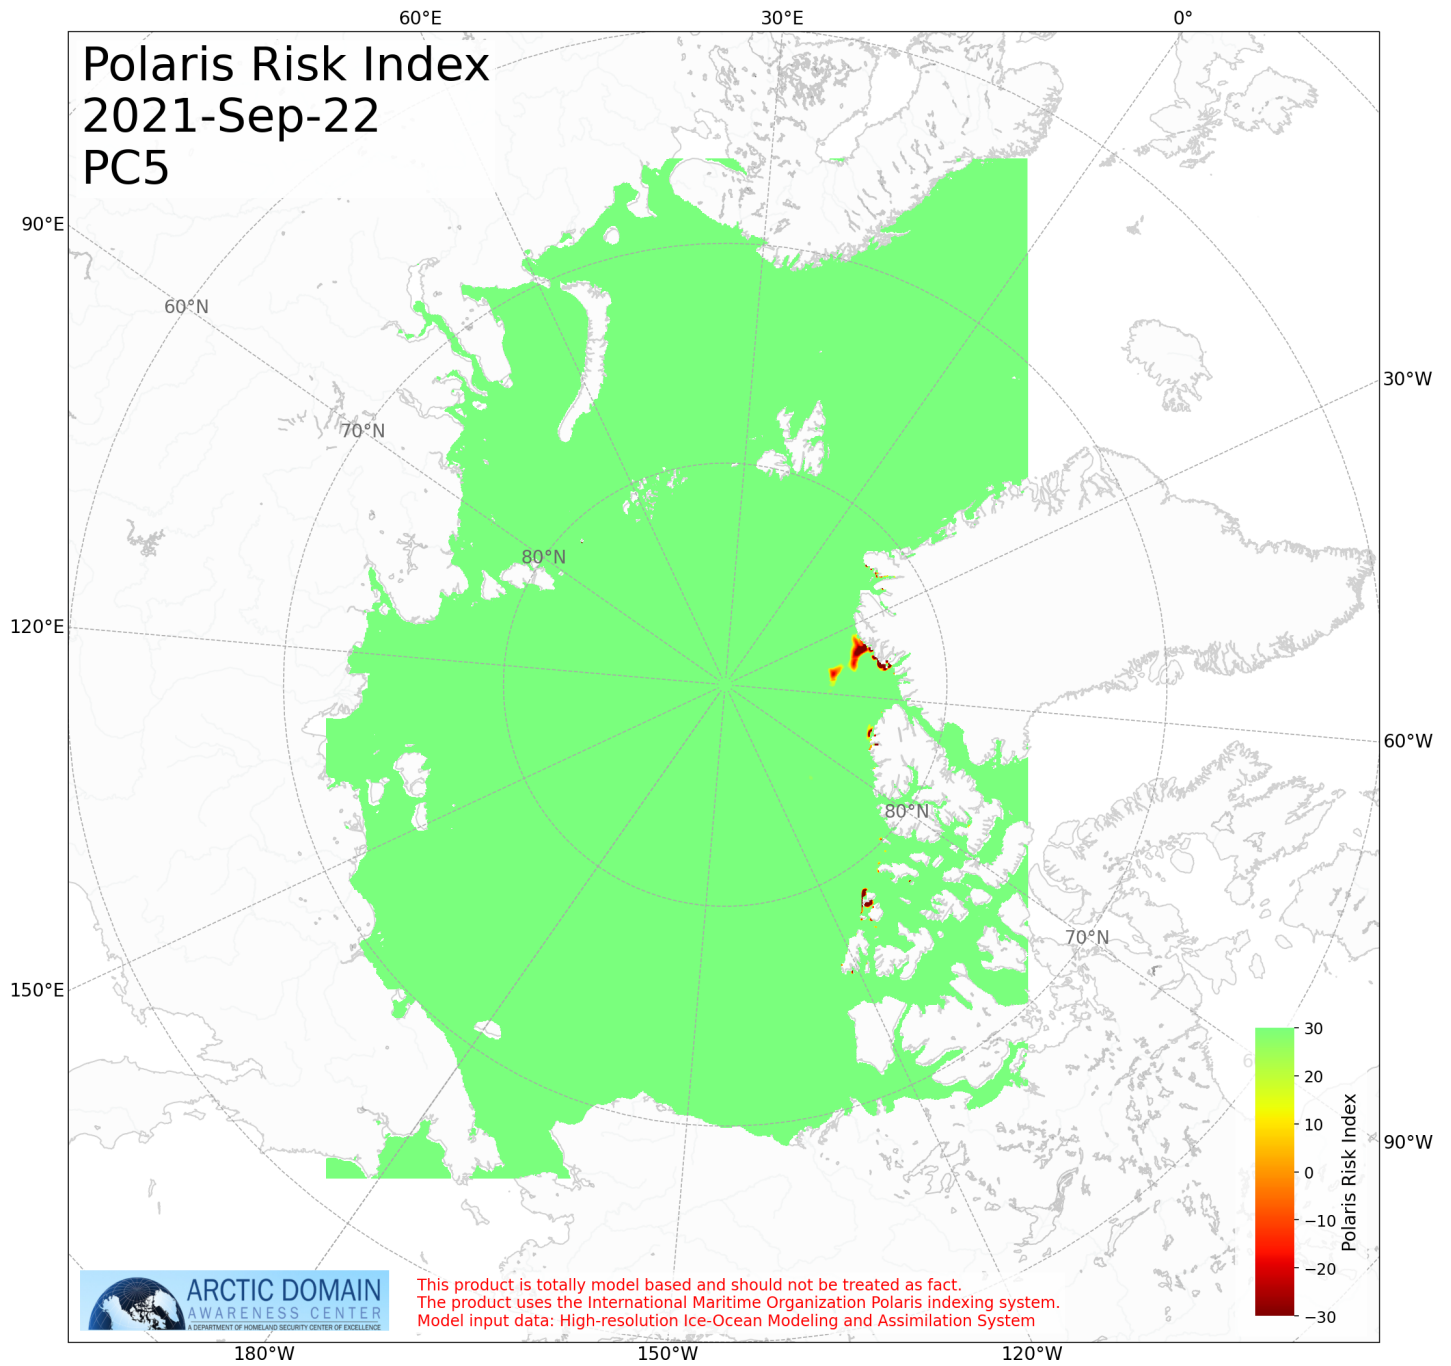 60°E 30°E 0°
Polaris Risk Index
2021-Sep-22
PC5
90°E
60°N
30°W
70°N
80°N
120°E
60°W
80°N
70°N
150°E
30
20
10
0
−10
−20
−30
Polaris Risk Index
90°W
ARCTIC DOMAIN
AWARENESS CENTER
A DEPARTMENT OF HOMELAND SECURITY CENTER OF EXCELLENCE
This product is totally model based and should not be treated as fact.
The product uses the International Maritime Organization Polaris indexing system.
Model input data: High-resolution Ice-Ocean Modeling and Assimilation System
180°W 150°W 120°W